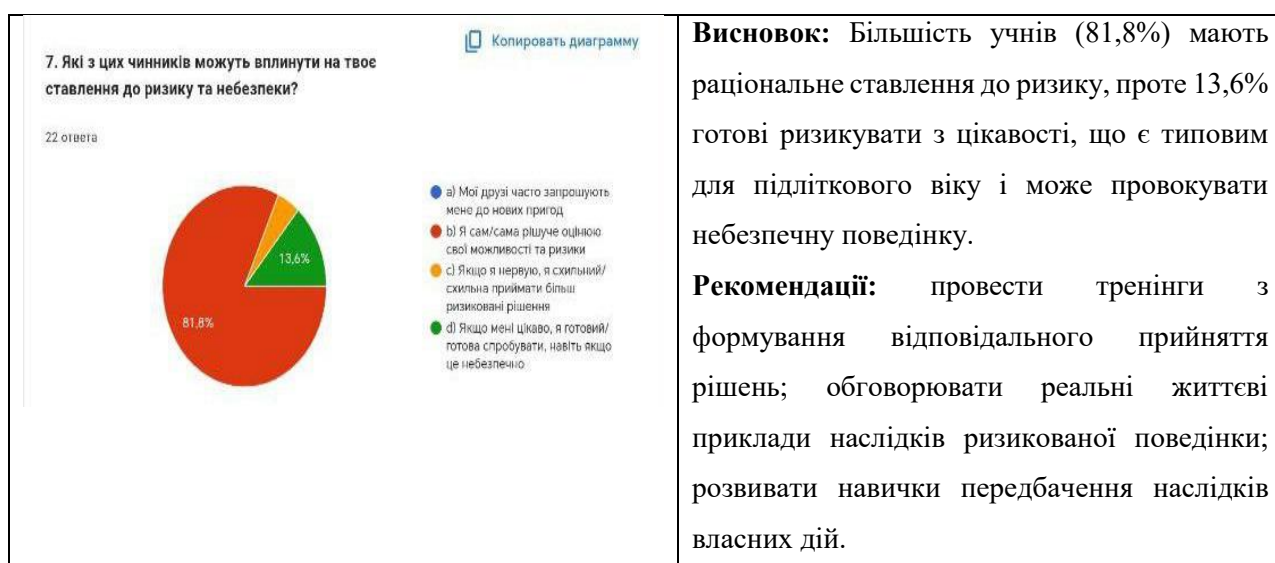 Копировать диаграмму
7. Які з цих чинників можуть вплинути на твоє
ставлення до ризику та небезпеки?
22 ответа
a) Мої друзі часто запрошують
мене до нових пригод
b) Я сам/сама рішуче оцінюю
свої можливості та ризики
c) Якщо я нервую, я схильний/
схильна приймати більш
ризиковані рішення
d) Якщо мені цікаво, я готовий/
готова спробувати, навіть якщо
це небезпечно
13,6%
81,8%
Висновок: Більшість учнів (81,8%) мають
раціональне ставлення до ризику, проте 13,6%
готові ризикувати з цікавості, що є типовим
для підліткового віку і може провокувати
небезпечну поведінку.
Рекомендації: провести тренінги з
формування відповідального прийняття
рішень; обговорювати реальні життєві
приклади наслідків ризикованої поведінки;
розвивати навички передбачення наслідків
власних дій.